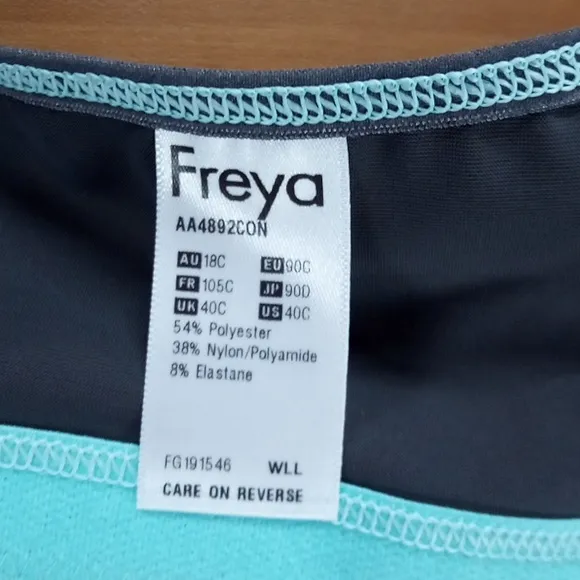 Freya
AA4892CON
AU 18C EU 90C
FR 105C JP 90D
UK 40C US 40C
54% Polyester
38% Nylon/Polyamide
8% Elastane
FG191546 WLL
CARE ON REVERSE